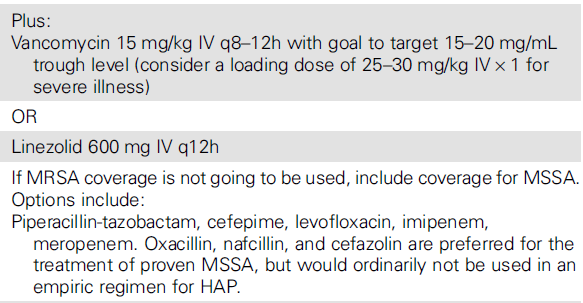 Plus:
Vancomycin 15 mg/kg IV q8–12h with goal to target 15–20 mg/mL
trough level (consider a loading dose of 25–30 mg/kg IV × 1 for
severe illness)
OR
Linezolid 600 mg IV q12h
If MRSA coverage is not going to be used, include coverage for MSSA.
Options include:
Piperacillin-tazobactam, cefepime, levofloxacin, imipenem,
meropenem. Oxacillin, nafcillin, and cefazolin are preferred for the
treatment of proven MSSA, but would ordinarily not be used in an
empiric regimen for HAP.